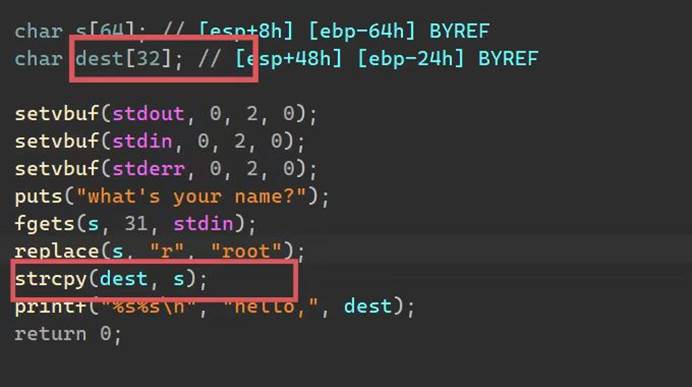 char s[64]; // [esp+8h] [ebp-64h] BYREF
char dest[32]; // [esp+48h] [ebp-24h] BYREF
setvbuf(stdout, 0, 2, 0);
setvbuf(stdin, 0, 2, 0);
setvbuf(stderr, 0, 2, 0);
puts("what's your name?");
fgets(s, 31, stdin);
replace(s, "r", "root");
strcpy(dest, s);
printf("%s%s\n", "hello,", dest);
return 0;